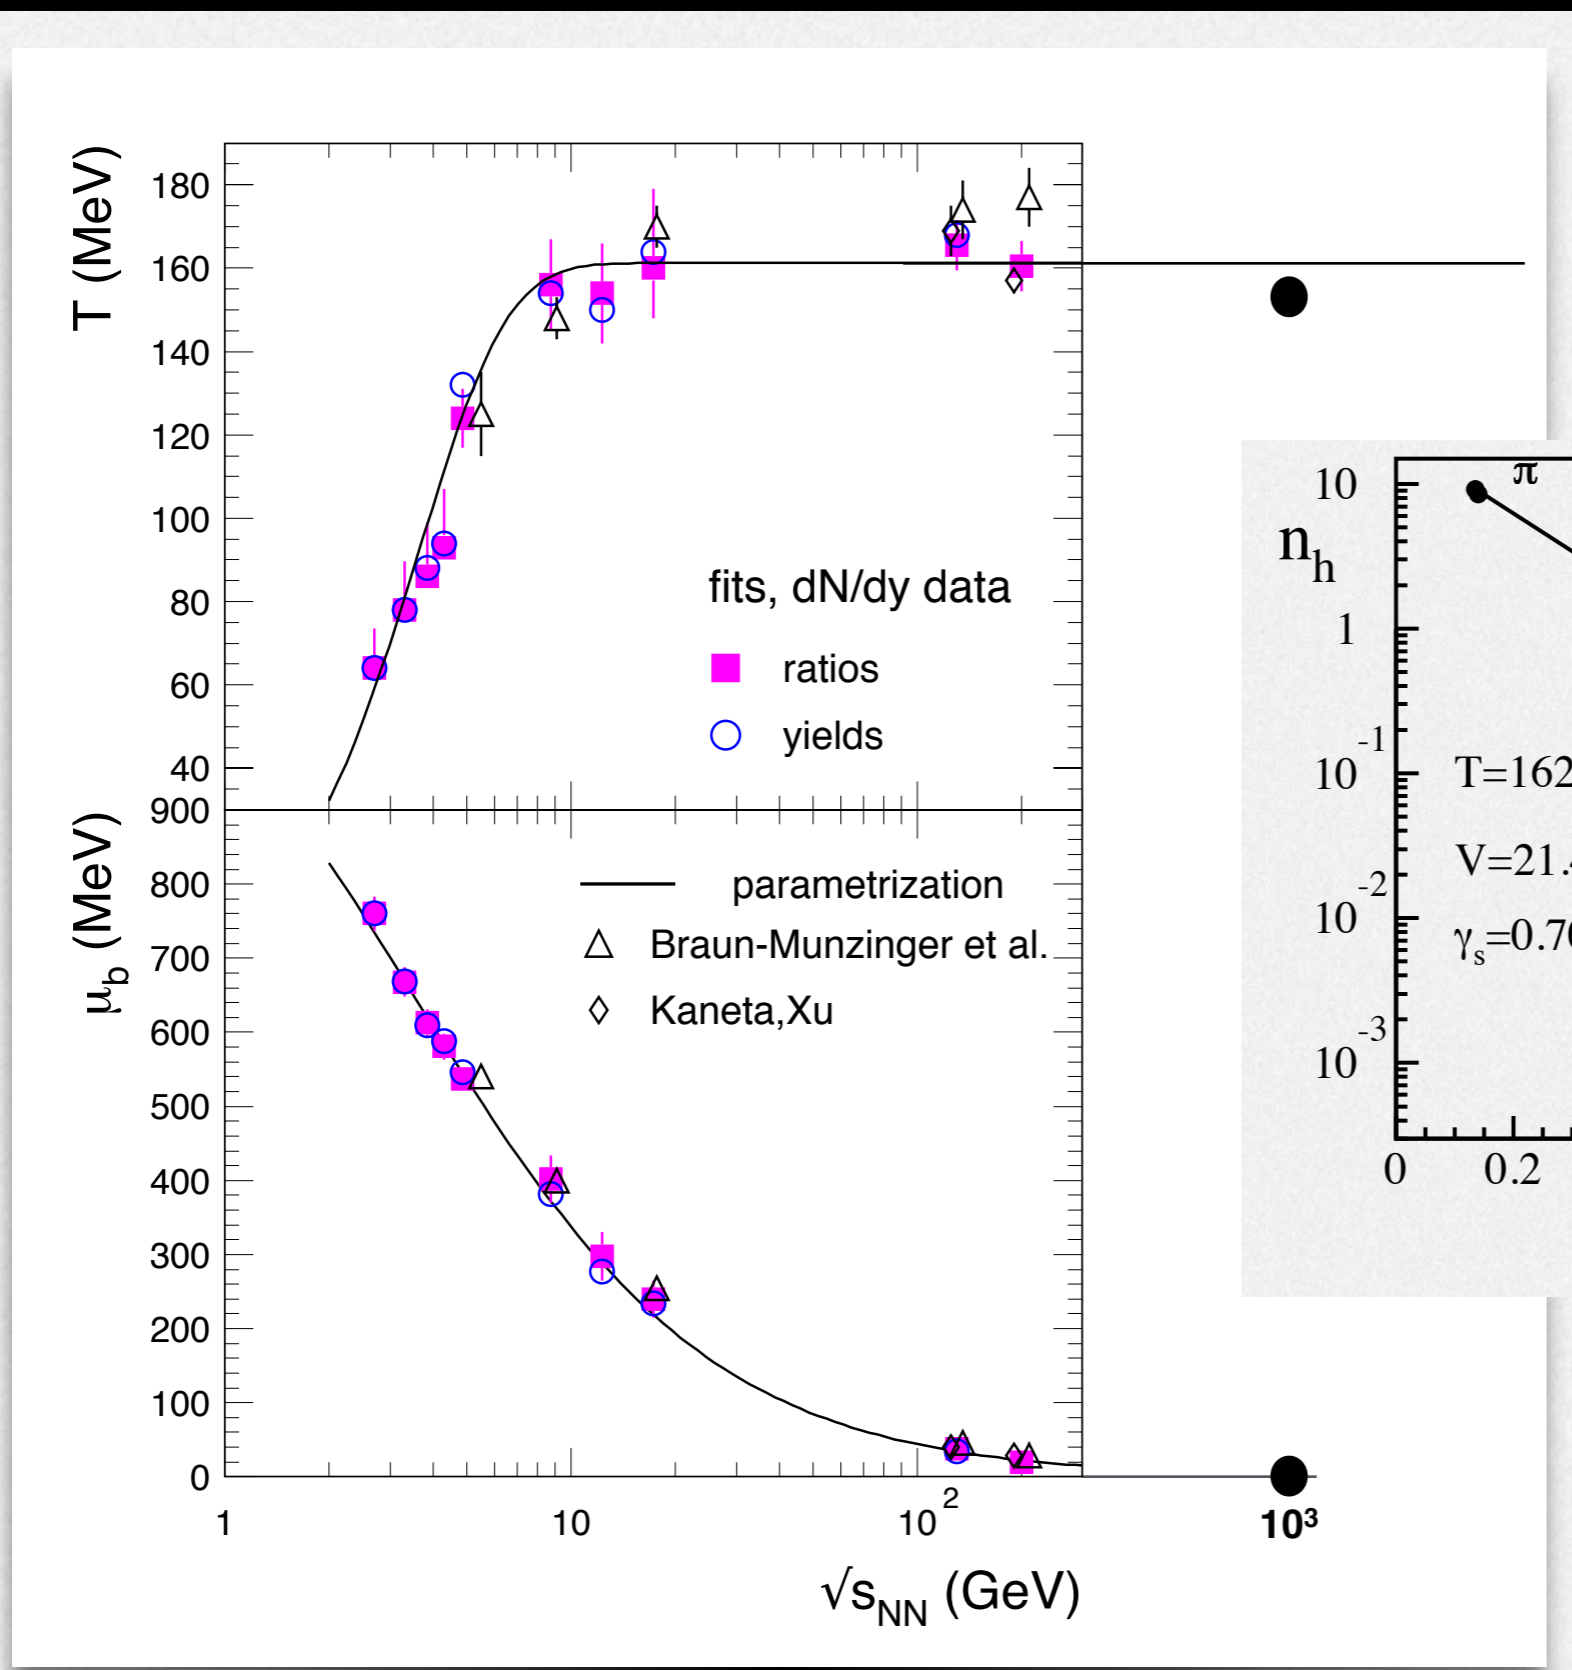 T (MeV)
180
160
140
120
100
80
60
40
fits, dN/dy data
ratios
yields
μb (MeV)
900
800
700
600
500
400
300
200
100
0
parametrization
Braun-Munzinger et al.
Kaneta,Xu
1
10
10²
10³
√sNN (GeV)
nh
10
1
10⁻¹
10⁻²
10⁻³
π
T=162
V=21.4
γs=0.70
0
0.2